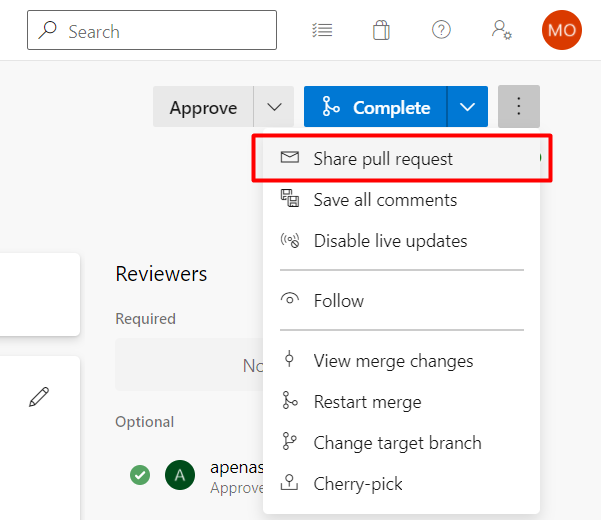 Search
MO
Approve
Complete
Share pull request
Save all comments
Disable live updates
Reviewers
Follow
Required
No
View merge changes
Restart merge
Optional
Change target branch
apenas
Cherry-pick
A
Approve